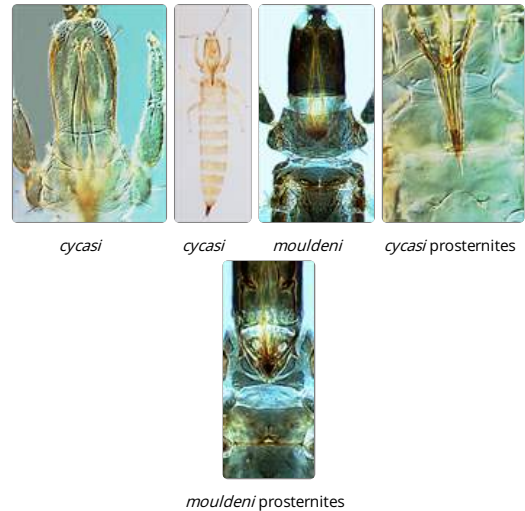 cycasi
cycasi
mouldeni
cycasi prosternites
mouldeni prosternites